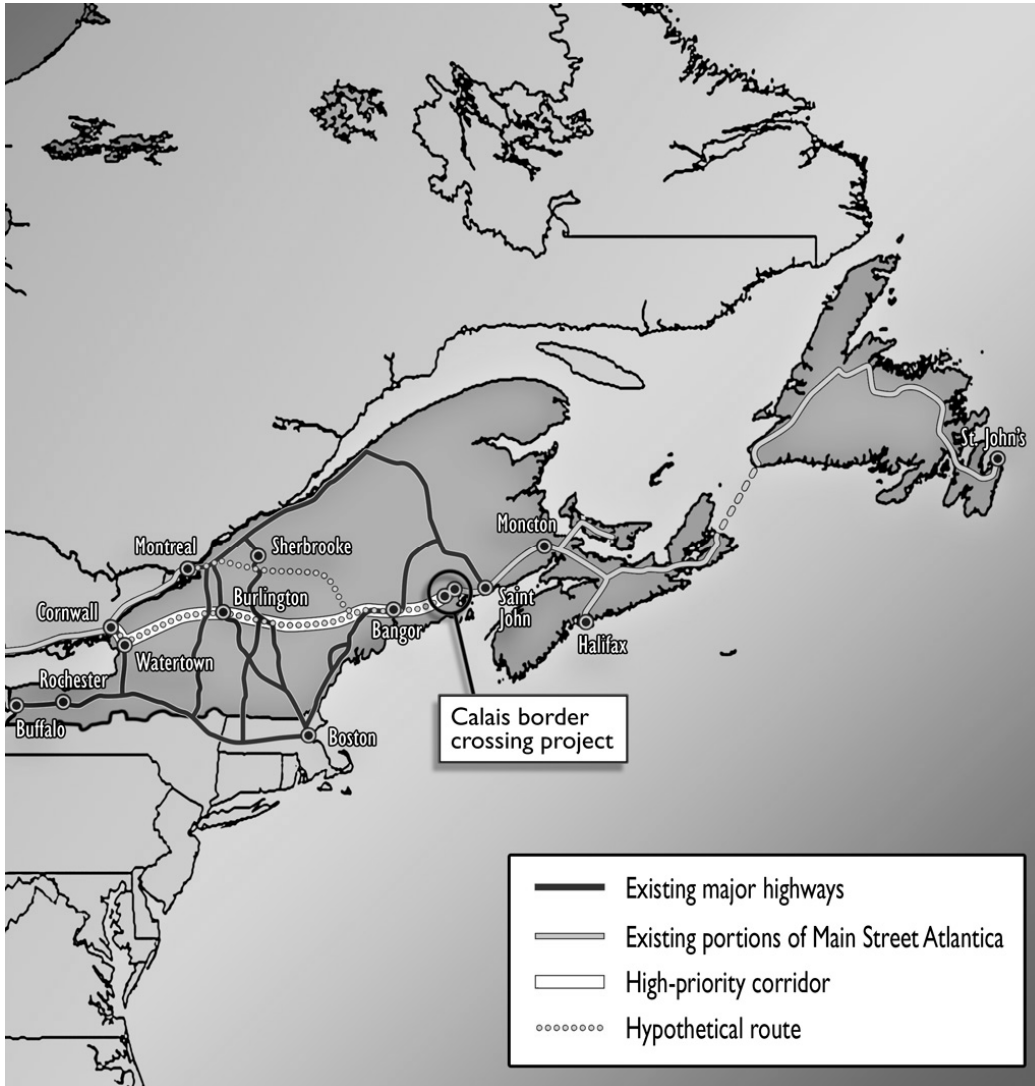 St. John's
Moncton
Montreal
Sherbrooke
Cornwall
Burlington
Saint
John
Bangor
Halifax
Watertown
Rochester
Buffalo
Boston
Calais border
crossing project
Existing major highways
Existing portions of Main Street Atlantica
High-priority corridor
Hypothetical route